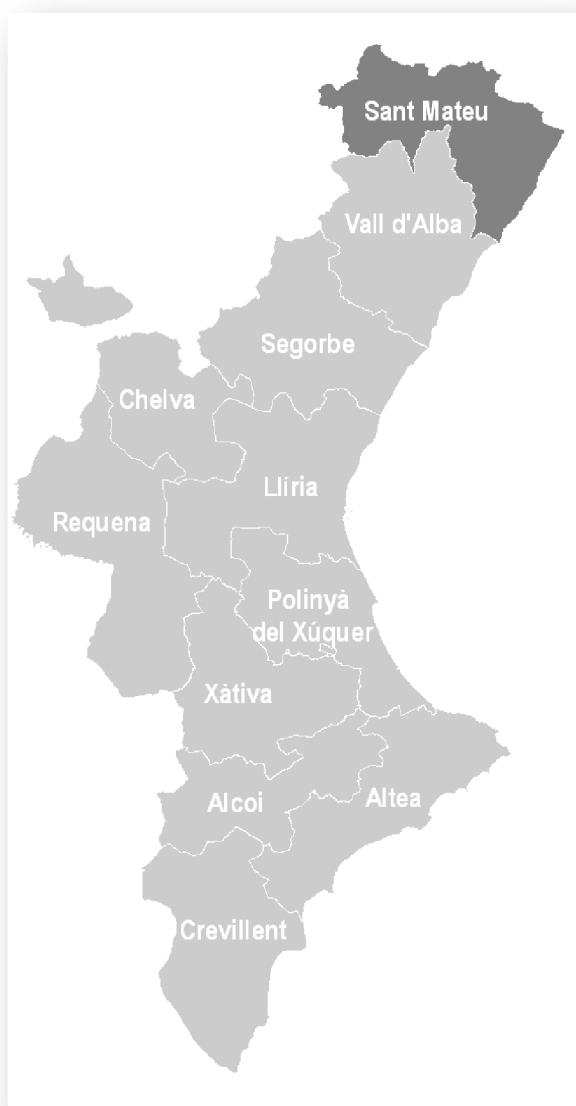 Sant Mateu
Vall d'Alba
Segorbe
Chelva
Llíria
Requena
Polinyà
del Xúquer
Xàtiva
Alcoi
Altea
Crevillent